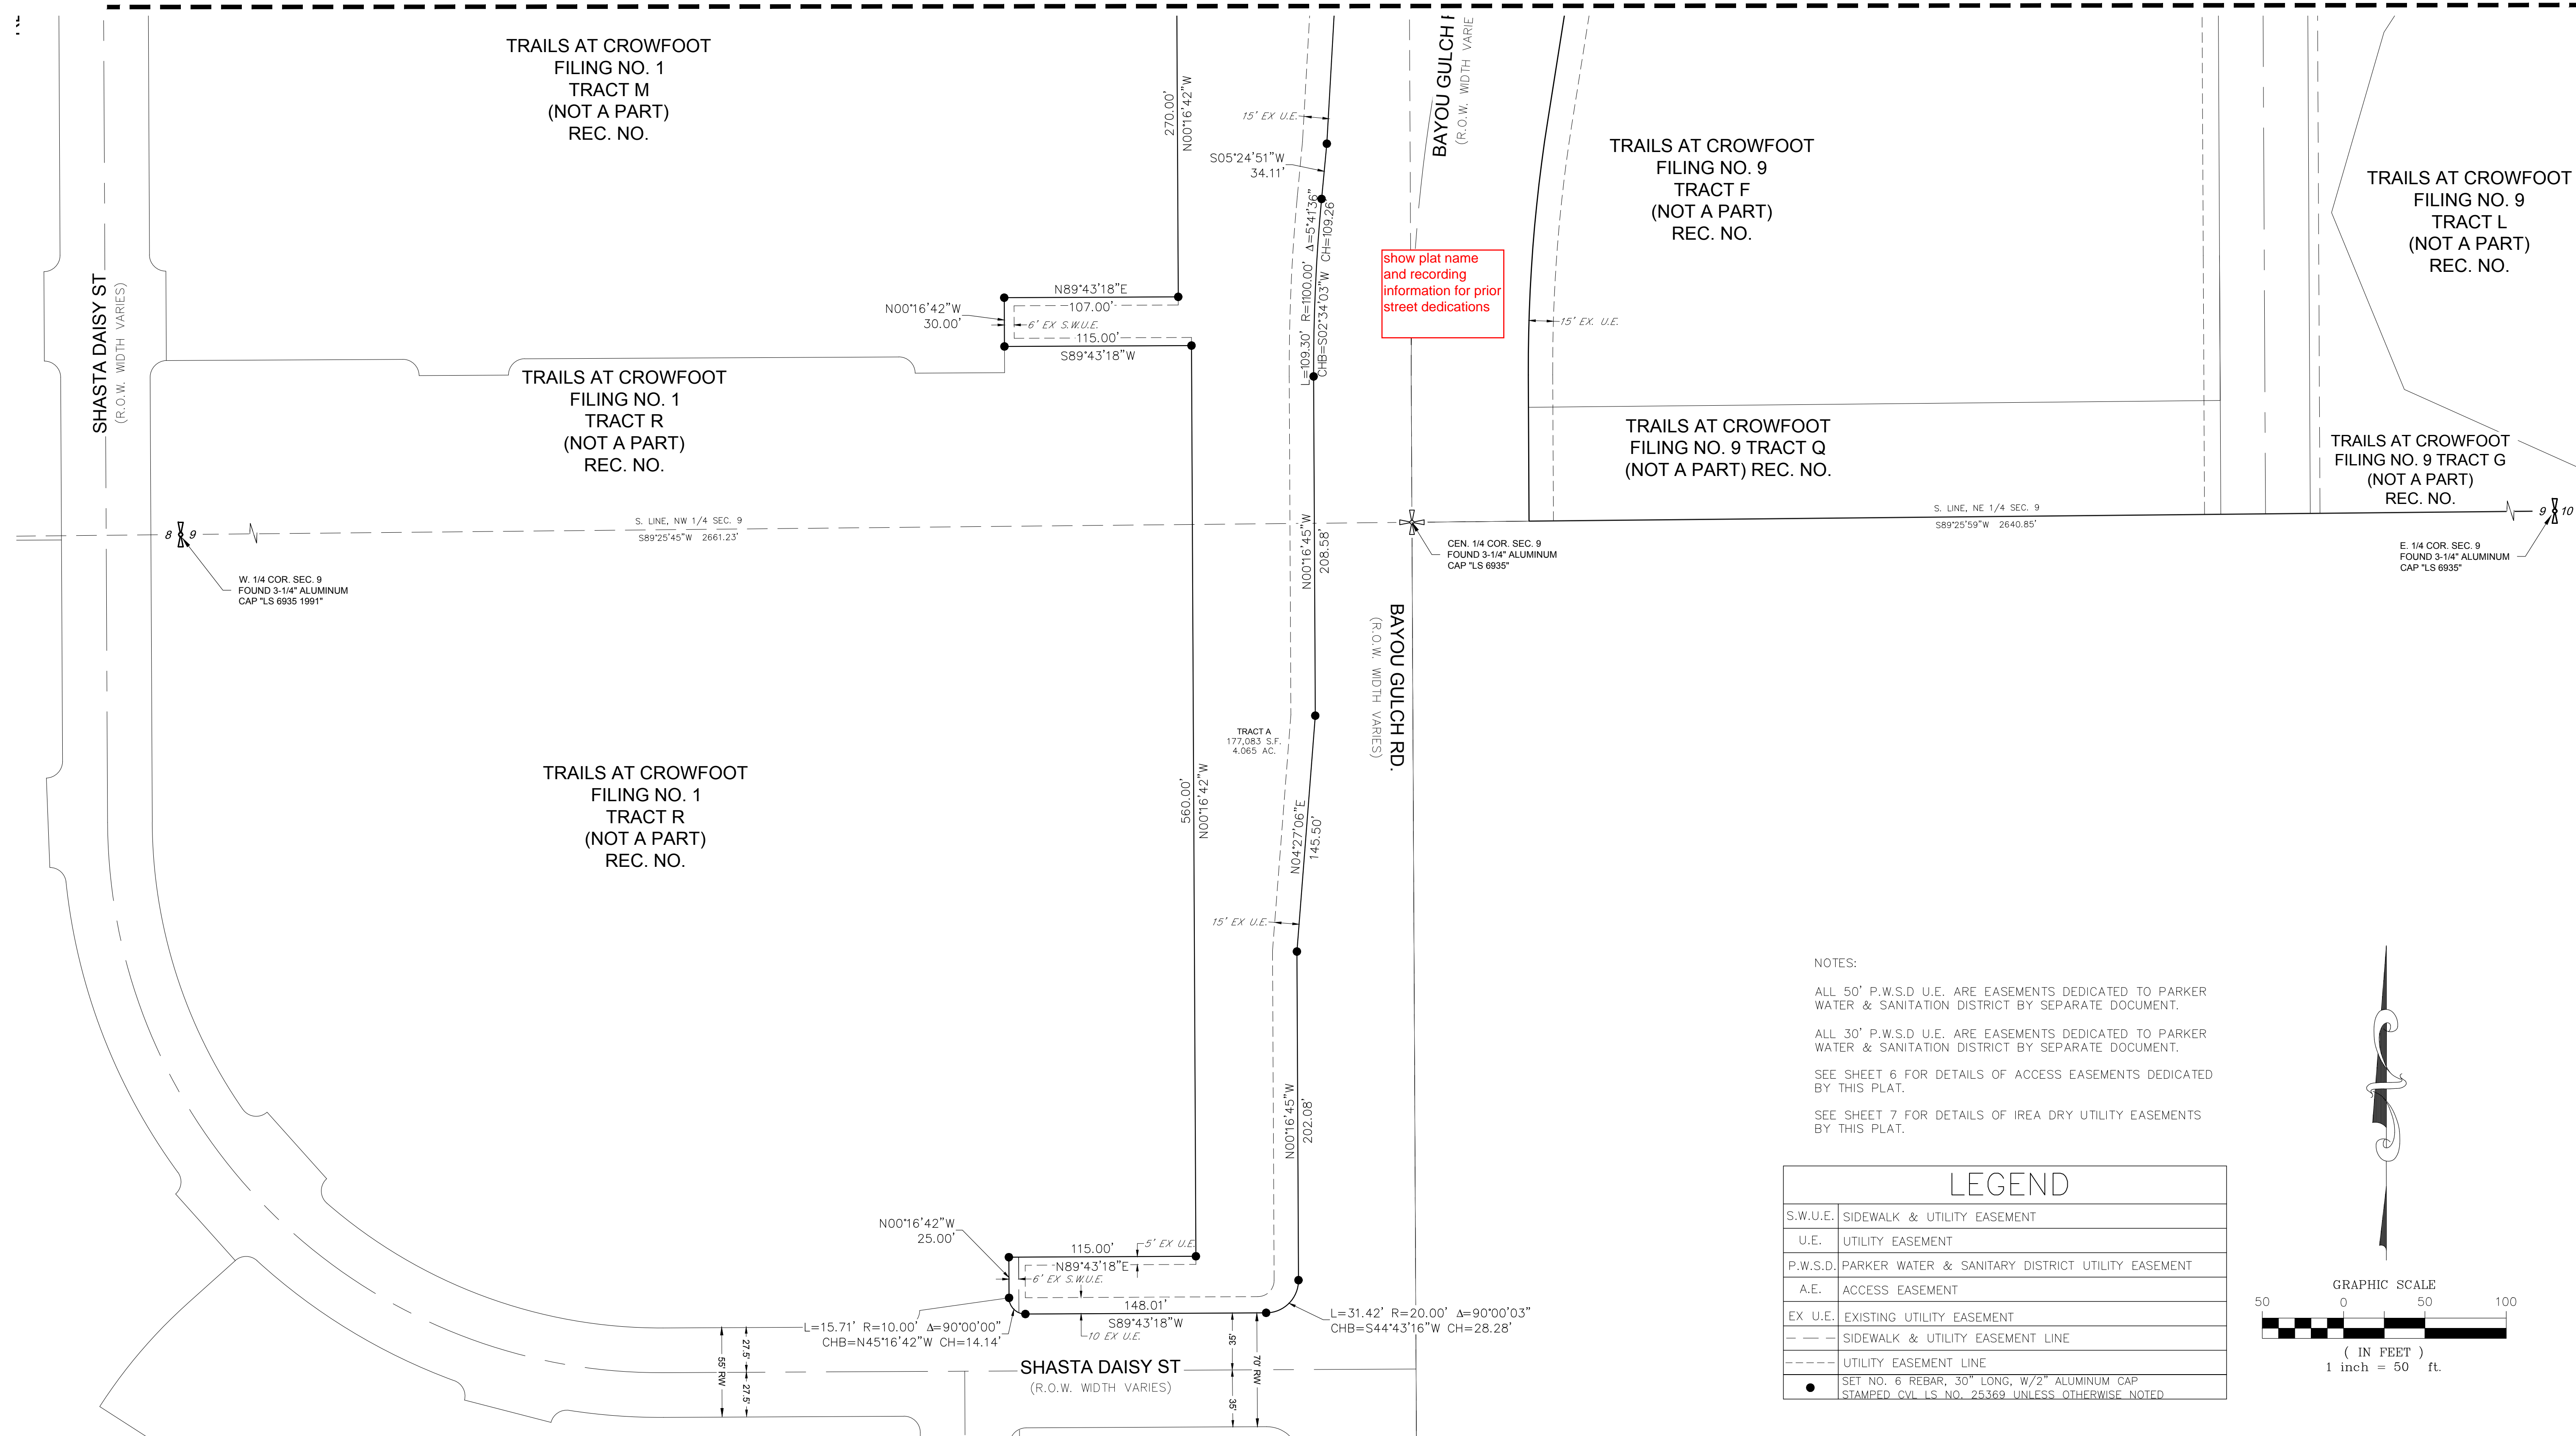 TRAILS AT CROWFOOT
FILING NO. 1
TRACT M
(NOT A PART)
REC. NO.
270.00'
N00°16'42"W
15' EX U.E.
S05°24'51"W
34.11'
(R.O.W. WIDTH VARIE
TRAILS AT CROWFOOT
FILING NO. 9
TRACT F
(NOT A PART)
REC. NO.
TRAILS AT CROWFOOT
FILING NO. 9
TRACT L
(NOT A PART)
REC. NO.
SHASTA DAISY ST
(R.O.W. WIDTH VARIES)
N89°43'18"E
107.00'
N00°16'42"W
30.00'
6' EX S.W.U.E.
115.00'
S89°43'18"W
L=109.30' R=1100.00' Δ=5°41'36"
CHB=S02°34'03"W CH=109.26'
BAYOU GULCH
show plat name
and recording
information for prior
street dedications
15' EX. U.E.
TRAILS AT CROWFOOT
FILING NO. 1
TRACT R
(NOT A PART)
REC. NO.
TRAILS AT CROWFOOT
FILING NO. 9 TRACT Q
(NOT A PART) REC. NO.
TRAILS AT CROWFOOT
FILING NO. 9 TRACT G
(NOT A PART)
REC. NO.
8 9
S. LINE, NW 1/4 SEC. 9
S89°25'45"W 2661.23'
S. LINE, NE 1/4 SEC. 9
S89°25'59"W 2640.85'
9 10
W. 1/4 COR. SEC. 9
FOUND 3-1/4" ALUMINUM
CAP "LS 6935 1991"
CEN. 1/4 COR. SEC. 9
FOUND 3-1/4" ALUMINUM
CAP "LS 6935"
E. 1/4 COR. SEC. 9
FOUND 3-1/4" ALUMINUM
CAP "LS 6935"
N00°16'45"W
208.58'
BAYOU GULCH RD.
(R.O.W. WIDTH VARIES)
TRACT A
177,083 S.F.
4.065 AC.
TRAILS AT CROWFOOT
FILING NO. 1
TRACT R
(NOT A PART)
REC. NO.
560.00'
N00°16'42"W
N04°27'06"E
145.50'
15' EX U.E.
N00°16'45"W
202.08'
N00°16'42"W
25.00'
115.00'
5' EX U.E.
N89°43'18"E
6' EX S.W.U.E.
148.01'
S89°43'18"W
10 EX U.E.
L=15.71' R=10.00' Δ=90°00'00"
CHB=N45°16'42"W CH=14.14'
L=31.42' R=20.00' Δ=90°00'03"
CHB=S44°43'16"W CH=28.28'
55' RW
27.5'
27.5'
SHASTA DAISY ST
(R.O.W. WIDTH VARIES)
35'
70' RW
35'
NOTES:
ALL 50' P.W.S.D U.E. ARE EASEMENTS DEDICATED TO PARKER
WATER & SANITATION DISTRICT BY SEPARATE DOCUMENT.
ALL 30' P.W.S.D U.E. ARE EASEMENTS DEDICATED TO PARKER
WATER & SANITATION DISTRICT BY SEPARATE DOCUMENT.
SEE SHEET 6 FOR DETAILS OF ACCESS EASEMENTS DEDICATED
BY THIS PLAT.
SEE SHEET 7 FOR DETAILS OF IREA DRY UTILITY EASEMENTS
BY THIS PLAT.
LEGEND
S.W.U.E. SIDEWALK & UTILITY EASEMENT
U.E. UTILITY EASEMENT
P.W.S.D. PARKER WATER & SANITARY DISTRICT UTILITY EASEMENT
A.E. ACCESS EASEMENT
EX U.E. EXISTING UTILITY EASEMENT
SIDEWALK & UTILITY EASEMENT LINE
UTILITY EASEMENT LINE
SET NO. 6 REBAR, 30" LONG, W/2" ALUMINUM CAP
STAMPED CVL LS NO. 25369 UNLESS OTHERWISE NOTED
GRAPHIC SCALE
50 0 50 100
( IN FEET )
1 inch = 50 ft.